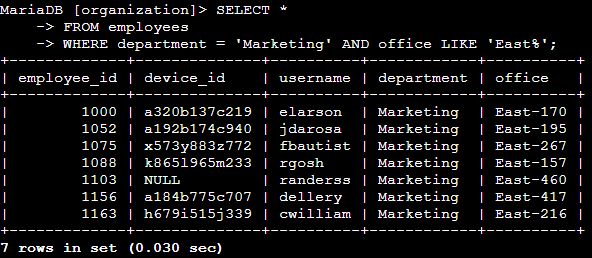 MariaDB [organization]> SELECT *
    -> FROM employees
    -> WHERE department = 'Marketing' AND office LIKE 'East%';
+-------------+--------------+----------+------------+----------+
| employee_id | device_id    | username | department | office   |
+-------------+--------------+----------+------------+----------+
|        1000 | a320b137c219 | elarson  | Marketing  | East-170 |
|        1052 | a192b174c940 | jdarosa  | Marketing  | East-195 |
|        1075 | x573y883z772 | fbautist | Marketing  | East-267 |
|        1088 | k865l965m233 | rgosh    | Marketing  | East-157 |
|        1103 | NULL         | randerss | Marketing  | East-460 |
|        1156 | a184b775c707 | dellery  | Marketing  | East-417 |
|        1163 | h679i515j339 | cwilliam | Marketing  | East-216 |
+-------------+--------------+----------+------------+----------+
7 rows in set (0.030 sec)